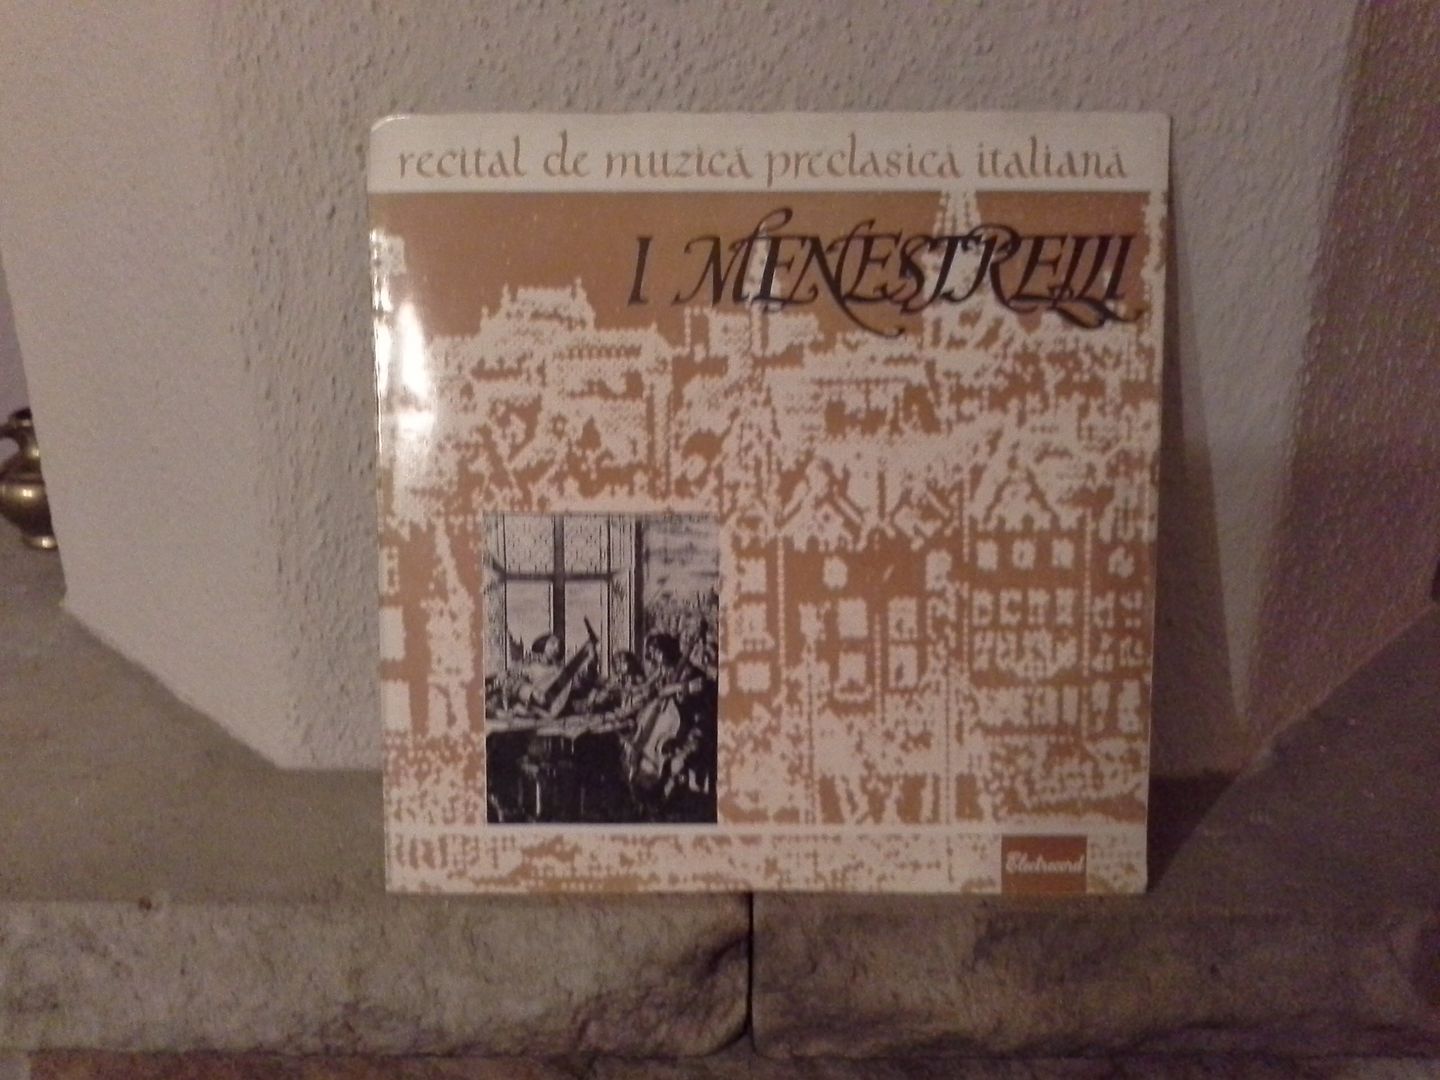 recital de muzică preclasică italiană
I MENESTRELLI
Electrecord